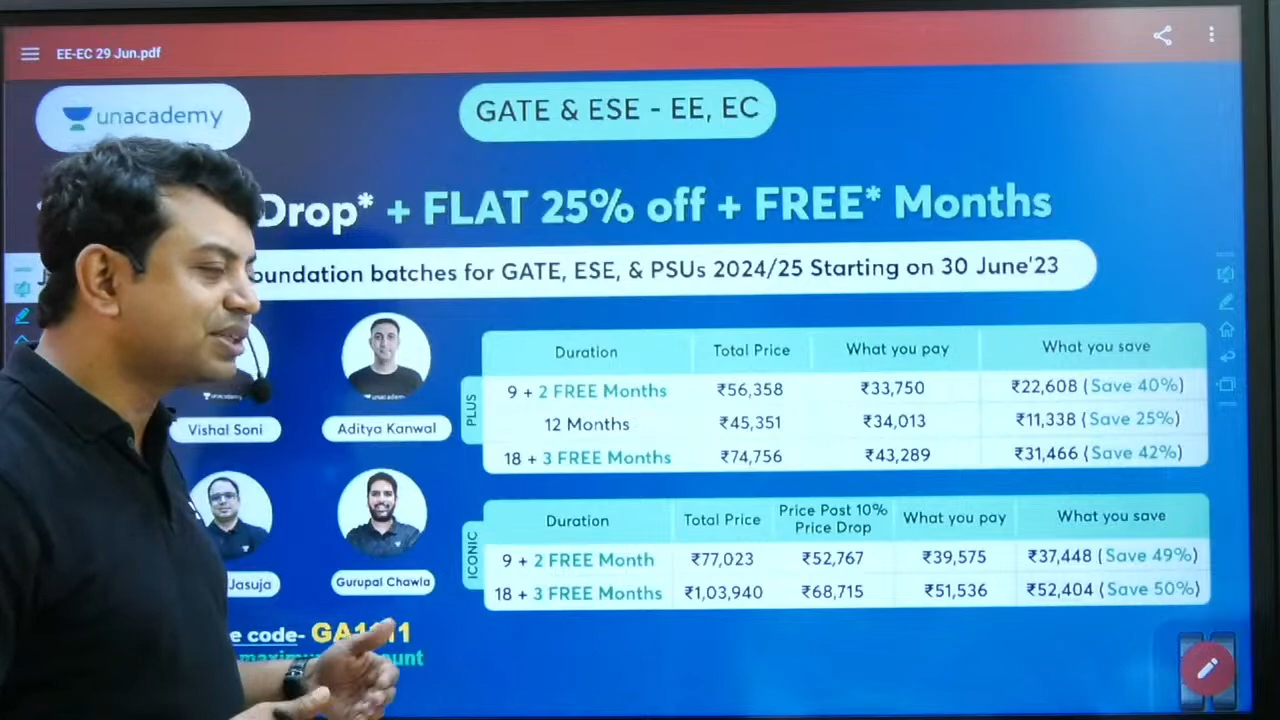 EE-EC 29 Jun.pdf
unacademy
GATE & ESE - EE, EC
Drop* + FLAT 25% off + FREE* Months
oundation batches for GATE, ESE, & PSUs 2024/25 Starting on 30 June'23
Vishal Soni
Aditya Kanwal
Jasuja
Gurupal Chawla
e code- GA1111
PLUS
Duration Total Price What you pay What you save
9 + 2 FREE Months ₹56,358 ₹33,750 ₹22,608 (Save 40%)
12 Months ₹45,351 ₹34,013 ₹11,338 (Save 25%)
18 + 3 FREE Months ₹74,756 ₹43,289 ₹31,466 (Save 42%)
ICONIC
Duration Total Price Price Post 10% Price Drop What you pay What you save
9 + 2 FREE Month ₹77,023 ₹52,767 ₹39,575 ₹37,448 (Save 49%)
18 + 3 FREE Months ₹1,03,940 ₹68,715 ₹51,536 ₹52,404 (Save 50%)